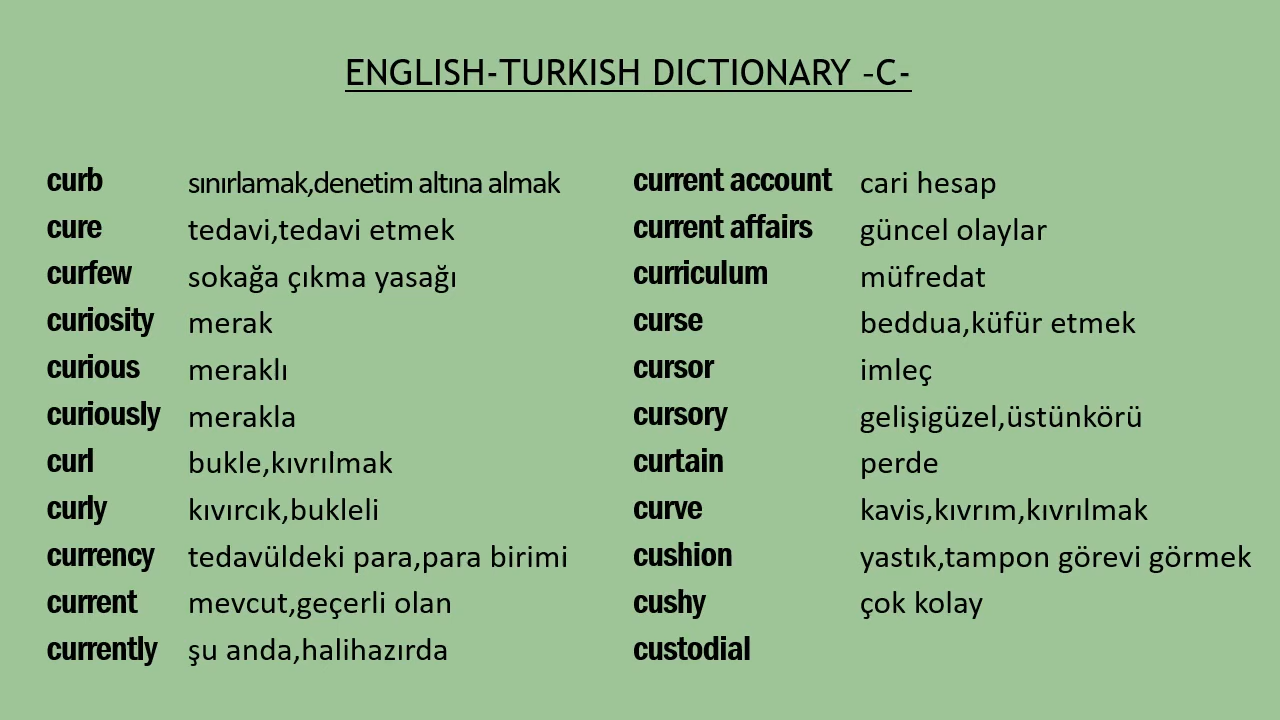 ENGLISH-TURKISH DICTIONARY –C-
curb sınırlamak,denetim altına almak
cure tedavi,tedavi etmek
curfew sokağa çıkma yasağı
curiosity merak
curious meraklı
curiously merakla
curl bukle,kıvrılmak
curly kıvırcık,bukleli
currency tedavüldeki para,para birimi
current mevcut,geçerli olan
currently şu anda,halihazırda
current account cari hesap
current affairs güncel olaylar
curriculum müfredat
curse beddua,küfür etmek
cursor imleç
cursory gelişigüzel,üstünkörü
curtain perde
curve kavis,kıvrım,kıvrılmak
cushion yastık,tampon görevi görmek
cushy çok kolay
custodial